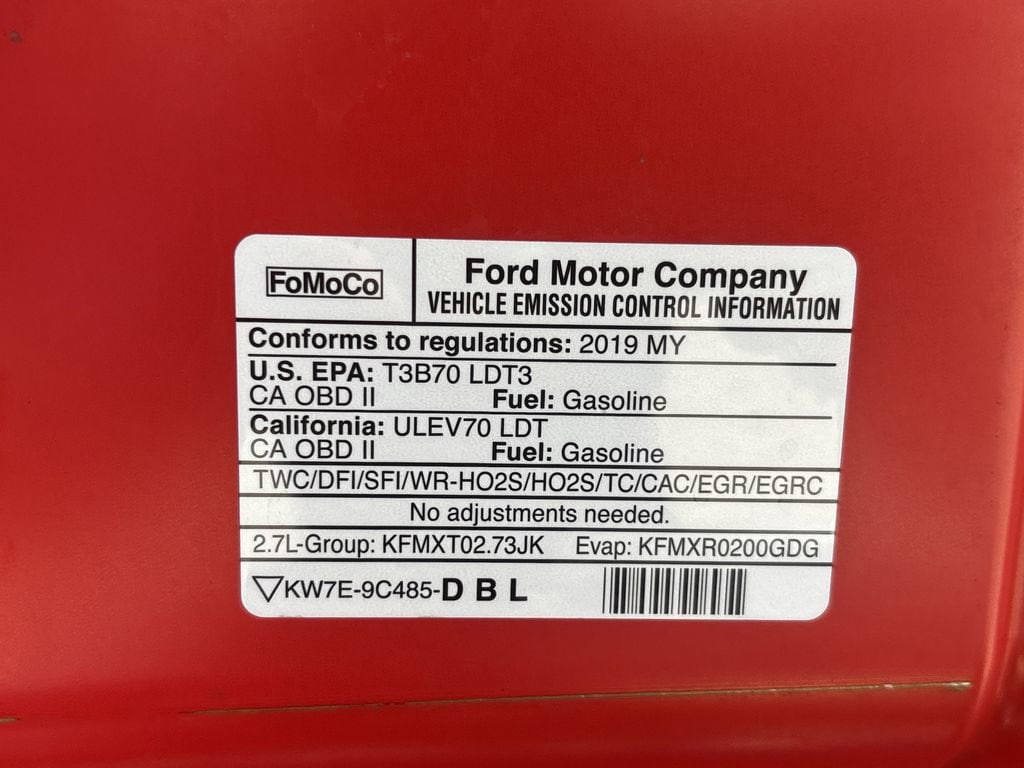 FoMoCo
Ford Motor Company
VEHICLE EMISSION CONTROL INFORMATION
Conforms to regulations: 2019 MY
U.S. EPA: T3B70 LDT3
CA OBD II Fuel: Gasoline
California: ULEV70 LDT
CA OBD II Fuel: Gasoline
TWC/DFI/SFI/WR-HO2S/HO2S/TC/CAC/EGR/EGRC
No adjustments needed.
2.7L-Group: KFMXT02.73JK Evap: KFMXR0200GDG
KW7E-9C485-D B L